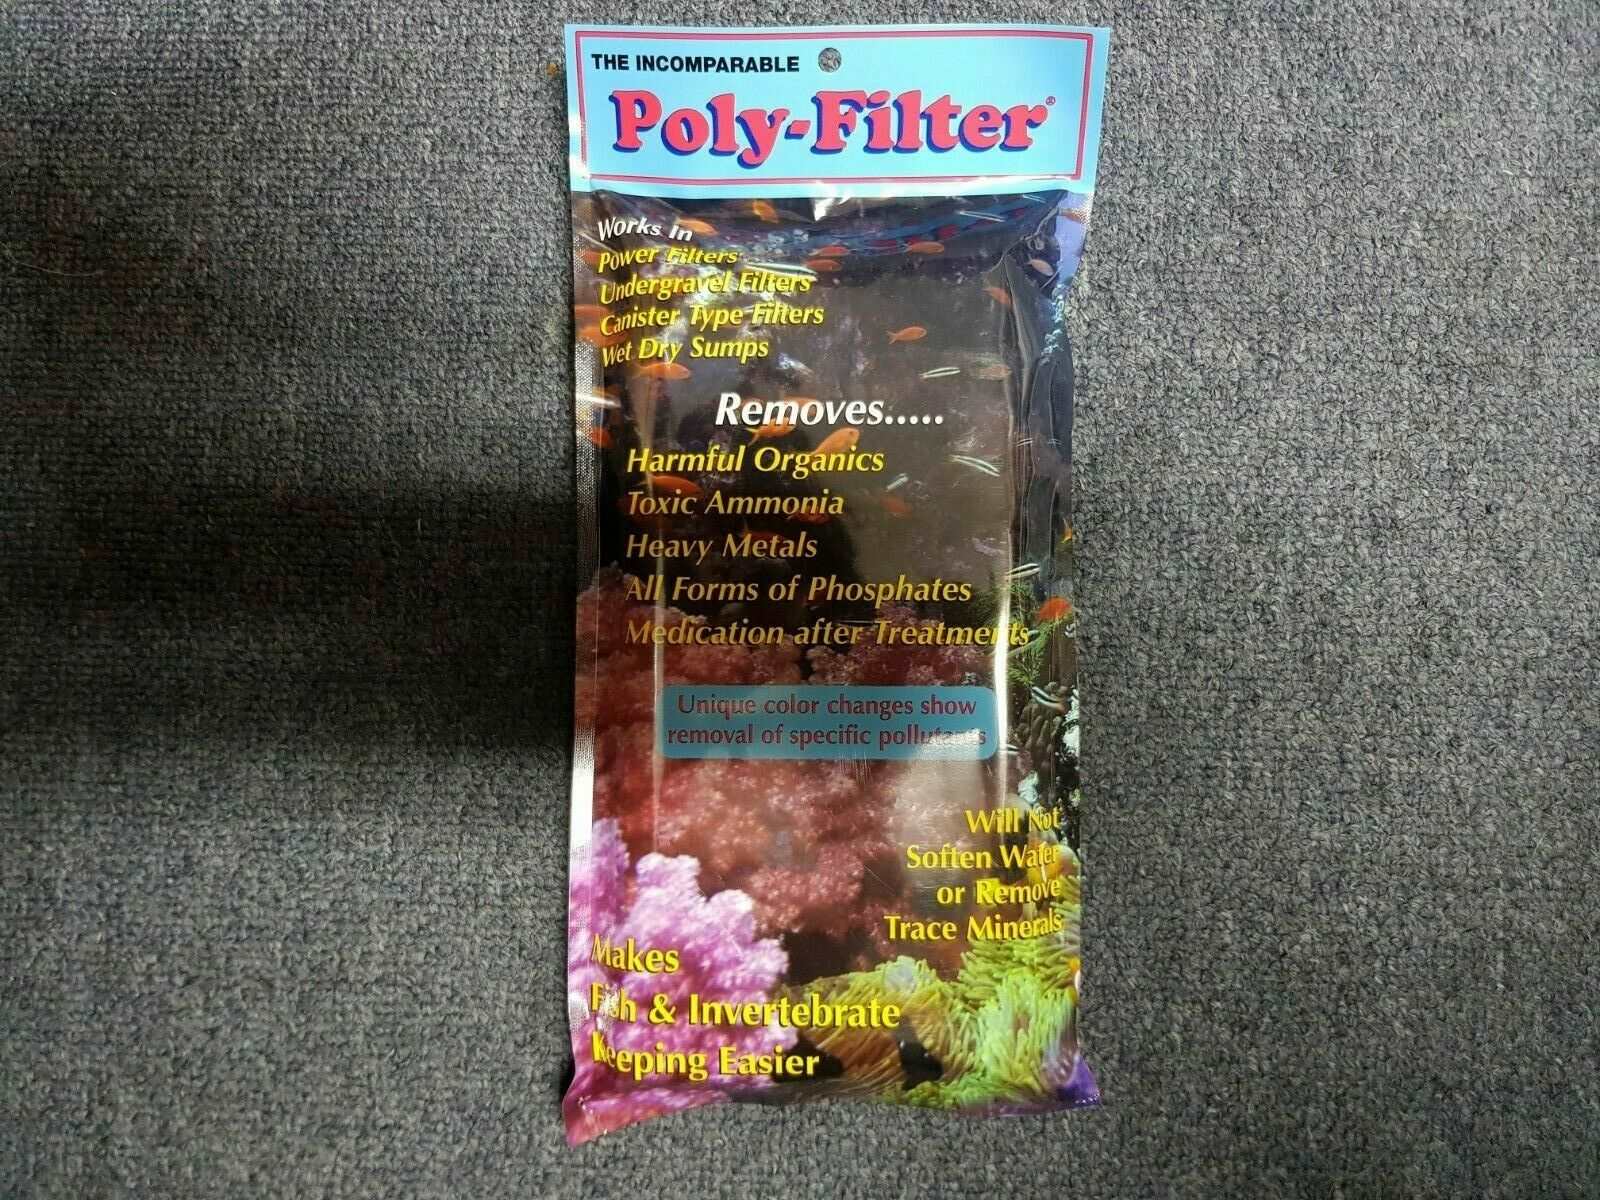 THE INCOMPARABLE
Poly-Filter®
Works In
Power Filters
Undergravel Filters
Canister Type Filters
Wet Dry Sumps
Removes.....
Harmful Organics
Toxic Ammonia
Heavy Metals
All Forms of Phosphates
Medication after Treatments
Unique color changes show
removal of specific pollutants
Will Not
Soften Water
or Remove
Trace Minerals
Makes
Fish & Invertebrate
Keeping Easier